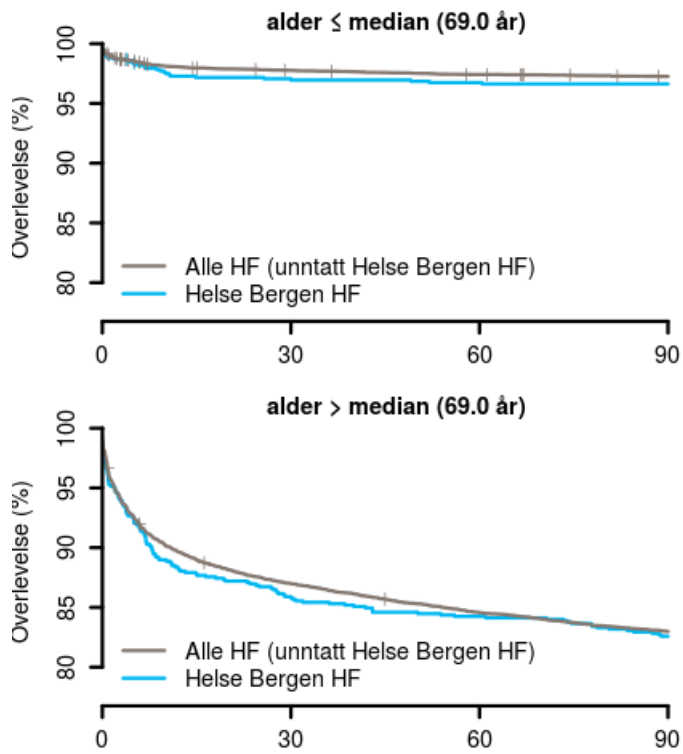 alder ≤ median (69.0 år)
Overlevelse (%)
100
95
90
85
80
Alle HF (unntatt Helse Bergen HF)
Helse Bergen HF
0 30 60 90
alder > median (69.0 år)
Overlevelse (%)
100
95
90
85
80
Alle HF (unntatt Helse Bergen HF)
Helse Bergen HF
0 30 60 90